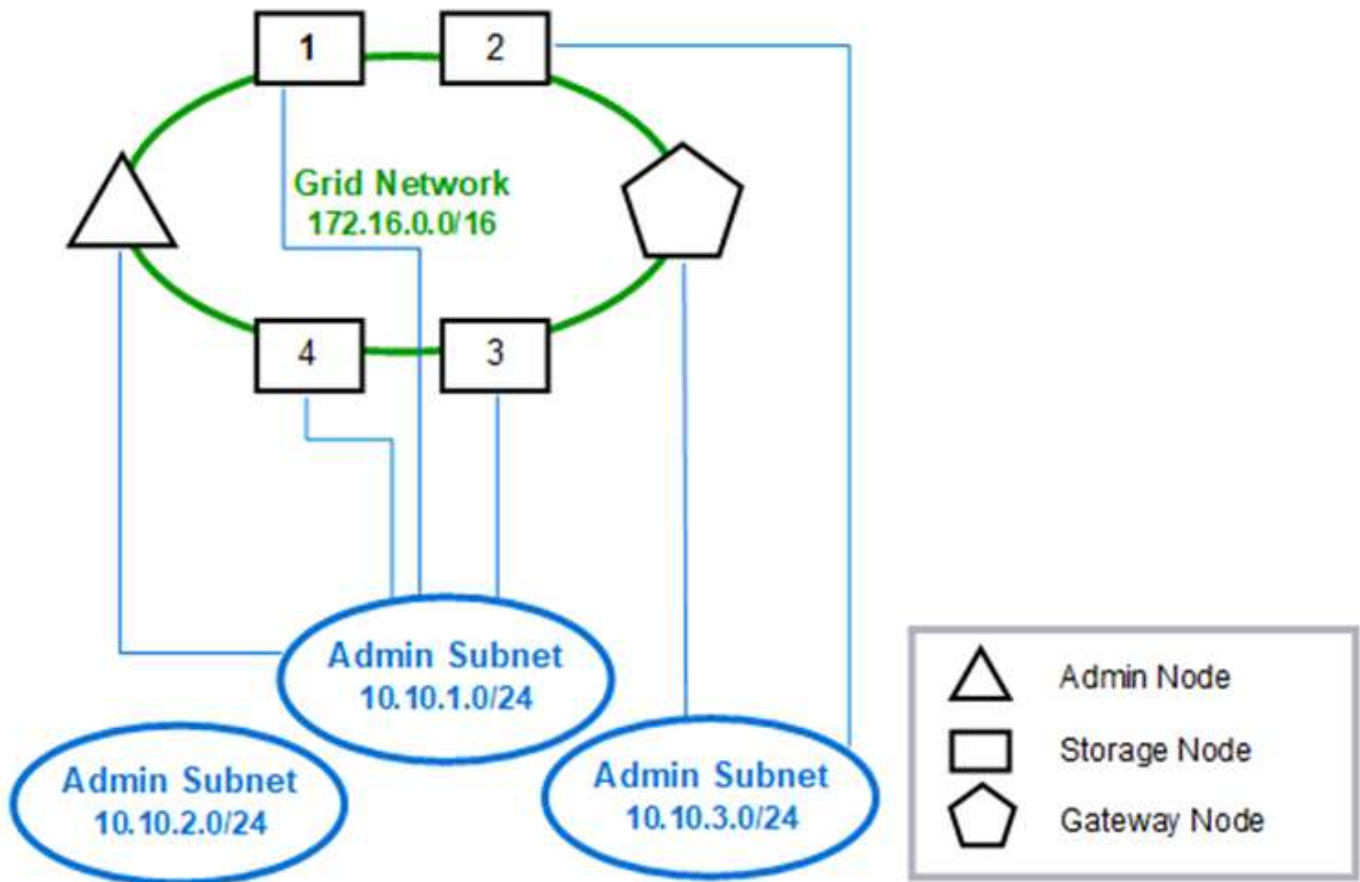 1
2
Grid Network
172.16.0.0/16
4
3
Admin Subnet
10.10.1.0/24
Admin Subnet
10.10.2.0/24
Admin Subnet
10.10.3.0/24
Admin Node
Storage Node
Gateway Node